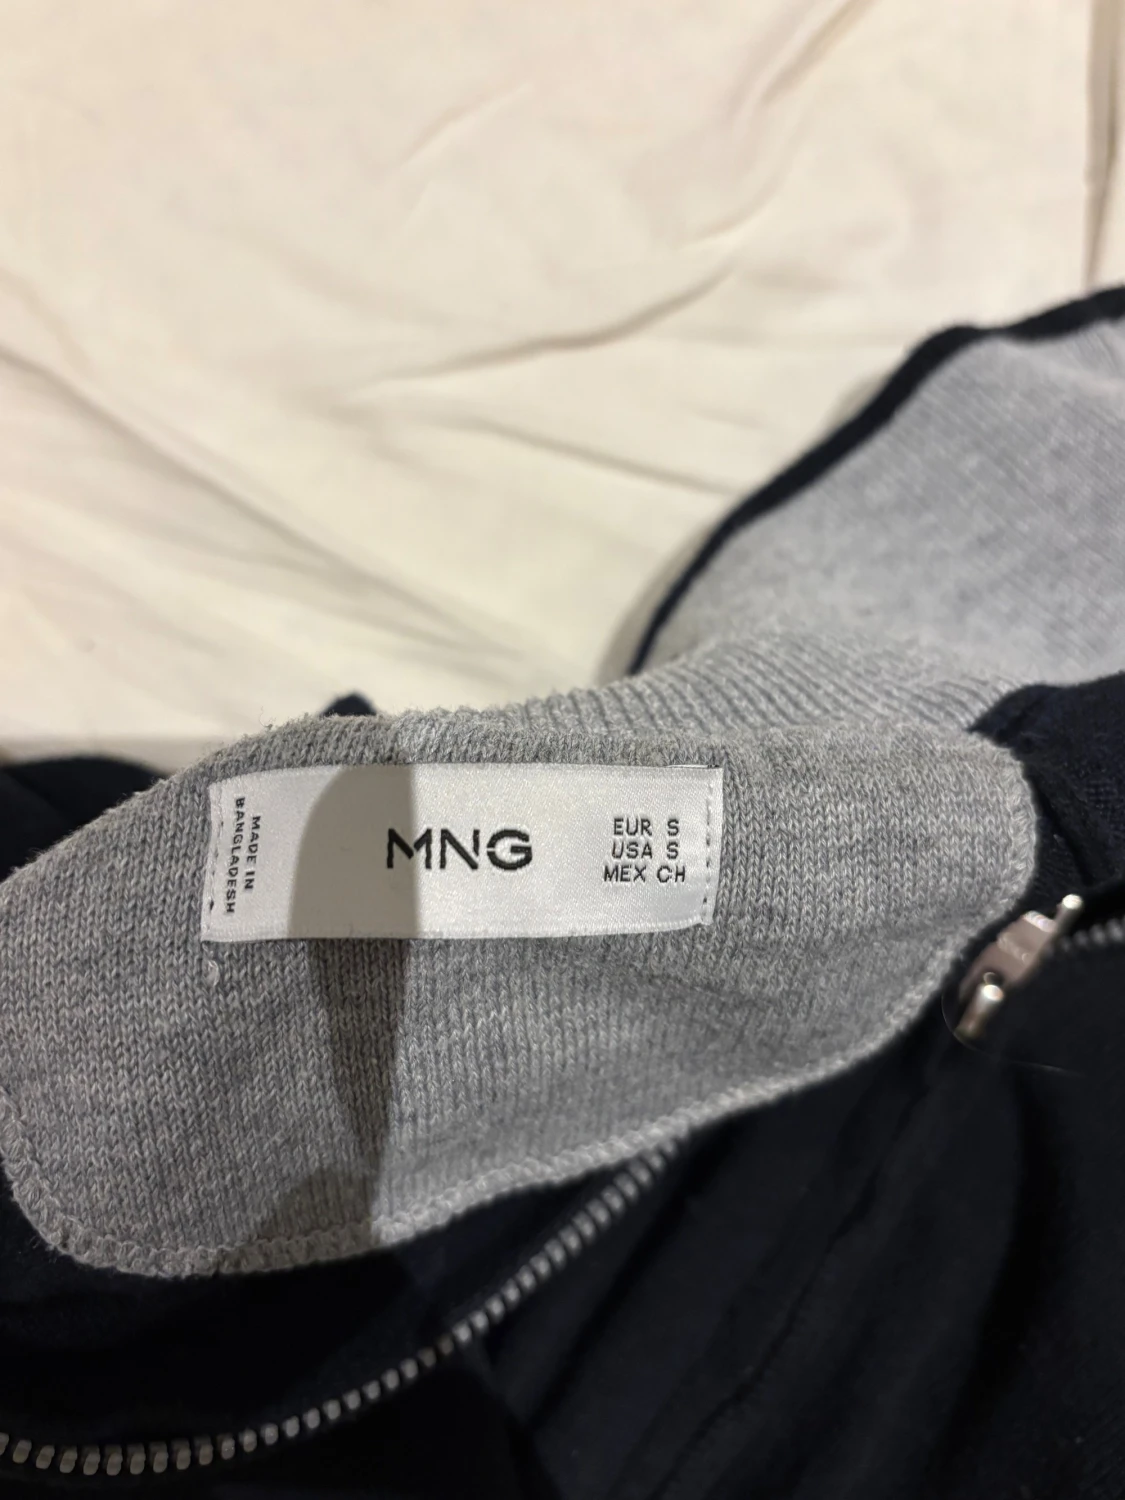 MADE IN
BANGLADESH
MNG
EUR S
USA S
MEX CH